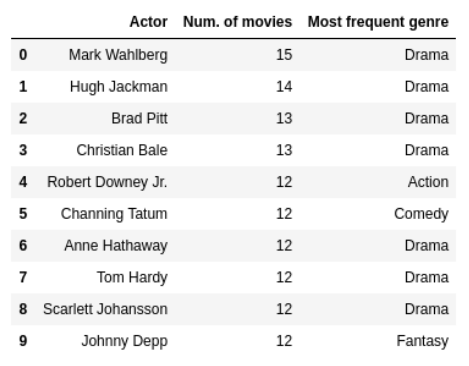 Actor Num. of movies Most frequent genre
0 Mark Wahlberg 15 Drama
1 Hugh Jackman 14 Drama
2 Brad Pitt 13 Drama
3 Christian Bale 13 Drama
4 Robert Downey Jr. 12 Action
5 Channing Tatum 12 Comedy
6 Anne Hathaway 12 Drama
7 Tom Hardy 12 Drama
8 Scarlett Johansson 12 Drama
9 Johnny Depp 12 Fantasy